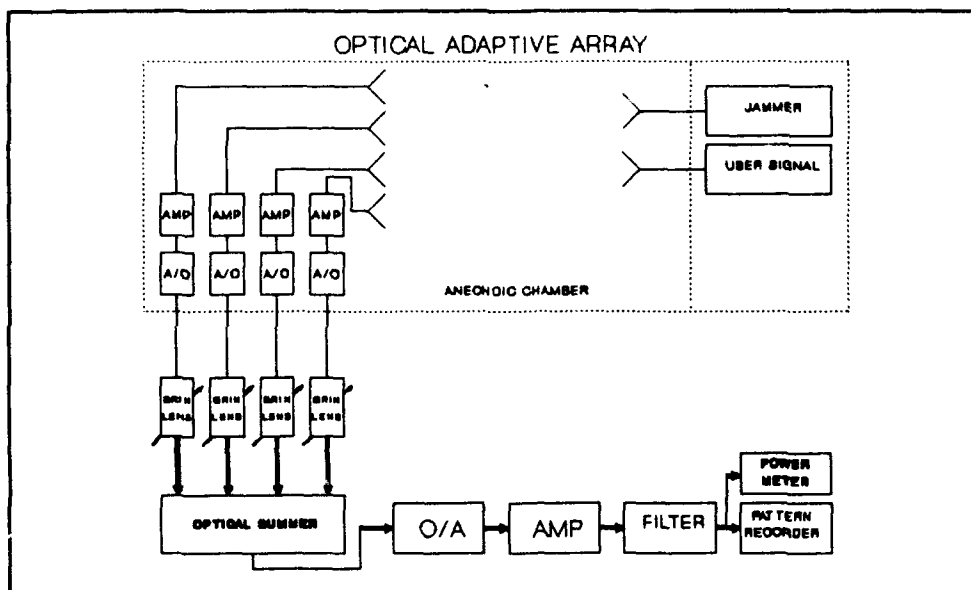 OPTICAL ADAPTIVE ARRAY
JAMMER
USER SIGNAL
AMP
AMP
AMP
AMP
A/O
A/O
A/O
A/O
ANECHOIC CHAMBER
GRIN
LENS
GRIN
LENS
GRIN
LENS
GRIN
LENS
OPTICAL SUMMER
O/A
AMP
FILTER
POWER
METER
PATTERN
RECORDER